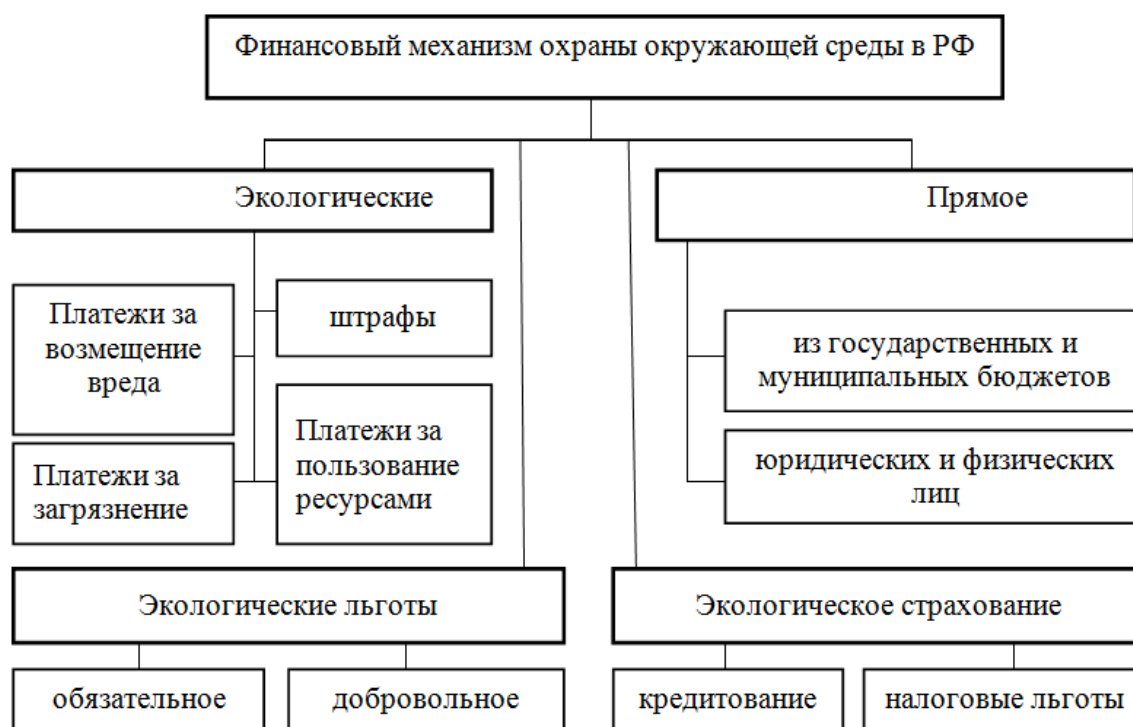 Финансовый механизм охраны окружающей среды в РФ
Экологические
Прямое
Платежи за
возмещение
вреда
штрафы
Платежи за
загрязнение
Платежи за
пользование
ресурсами
из государственных и
муниципальных бюджетов
юридических и физических
лиц
Экологические льготы
Экологическое страхование
обязательное
добровольное
кредитование
налоговые льготы